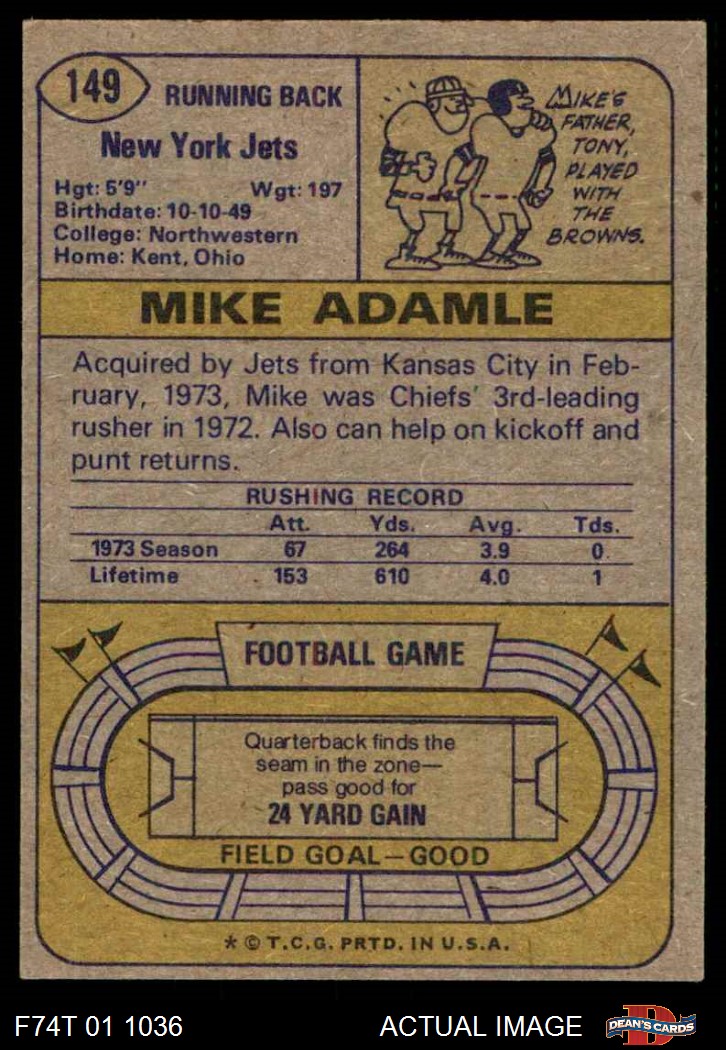 149
RUNNING BACK
New York Jets
Hgt: 5'9" Wgt: 197
Birthdate: 10-10-49
College: Northwestern
Home: Kent, Ohio
MIKE'S
FATHER,
TONY,
PLAYED
WITH
THE
BROWNS.
MIKE ADAMLE
Acquired by Jets from Kansas City in Feb-
ruary, 1973, Mike was Chiefs' 3rd-leading
rusher in 1972. Also can help on kickoff and
punt returns.
RUSHING RECORD
Att. Yds. Avg. Tds.
1973 Season 67 264 3.9 0
Lifetime 153 610 4.0 1
FOOTBALL GAME
Quarterback finds the
seam in the zone—
pass good for
24 YARD GAIN
FIELD GOAL—GOOD
* © T.C.G. PRTD. IN U.S.A.
F74T 01 1036 ACTUAL IMAGE D DEAN'S CARDS